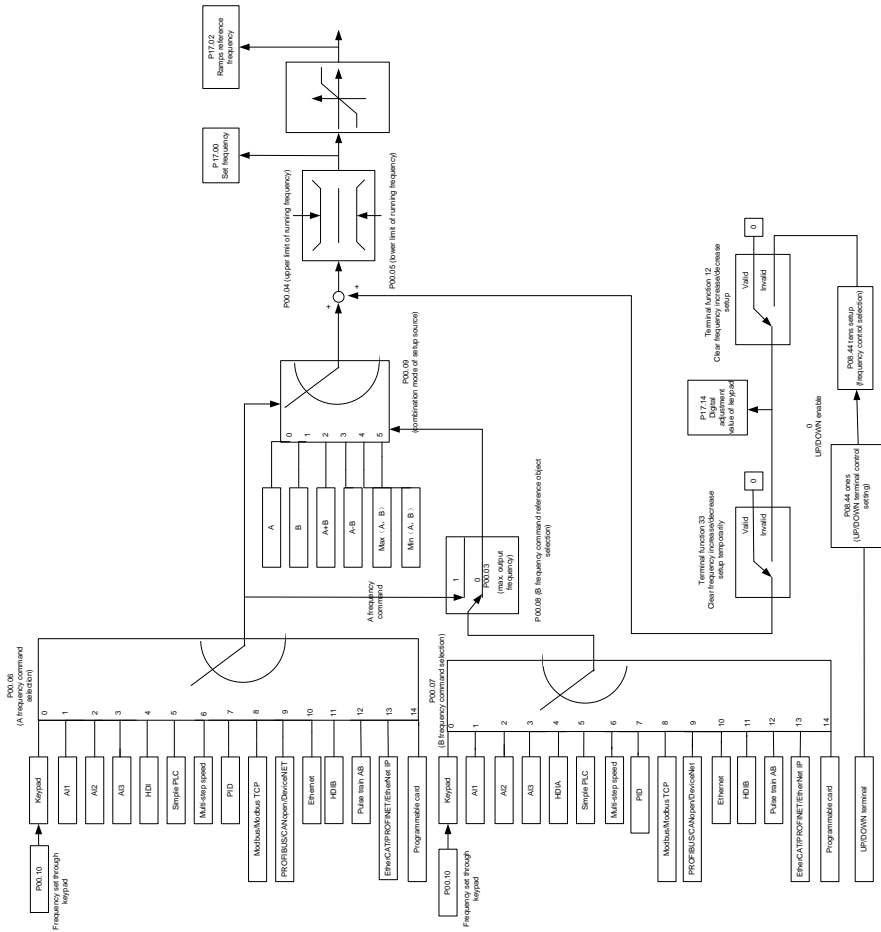 P00.06
(A frequency command
selection)
Frequency set through
keypad
P00.10
Keypad
0
AI1
1
AI2
2
AI3
3
HDI
4
Simple PLC
5
Multi-step speed
6
PID
7
Modbus/Modbus TCP
8
PROFIBUS/CANopen/DeviceNET
9
Ethernet
10
HDIB
11
Pulse train AB
12
EtherCAT/PROFINET/EtherNet IP
13
Programmable card
14
A frequency
command
A
0
B
1
A+B
2
A-B
3
Max（A，B）
4
Min（A，B）
5
P00.09
(combination mode of setup source)
1
0
P00.03
(max. output
frequency)
P00.08 (B frequency command reference object
selection)
P00.07
(B frequency command selection)
Frequency set through
keypad
P00.10
Keypad
0
AI1
1
AI2
2
AI3
3
HDIA
4
Simple PLC
5
Multi-step speed
6
PID
7
Modbus/Modbus TCP
8
PROFIBUS/CANopen/DeviceNet
9
Ethernet
10
HDIB
11
Pulse train AB
12
EtherCAT/PROFINET/EtherNet IP
13
Programmable card
14
+
+
P00.04 (upper limit of running frequency)
P00.05 (lower limit of running frequency)
P17.00
Set frequency
P17.02
Ramps reference
frequency
Terminal function 33
Clear frequency increase/decrease
setup temporarily
Valid
Invalid
0
P17.14
Digital
adjustment
value of keypad
Terminal function 12
Clear frequency increase/decrease
setup
Valid
Invalid
0
UP/DOWN terminal
P08.44 ones
(UP/DOWN terminal control
setting)
0
UP/DOWN enable
P08.44 tens setup
(frequency control selection)